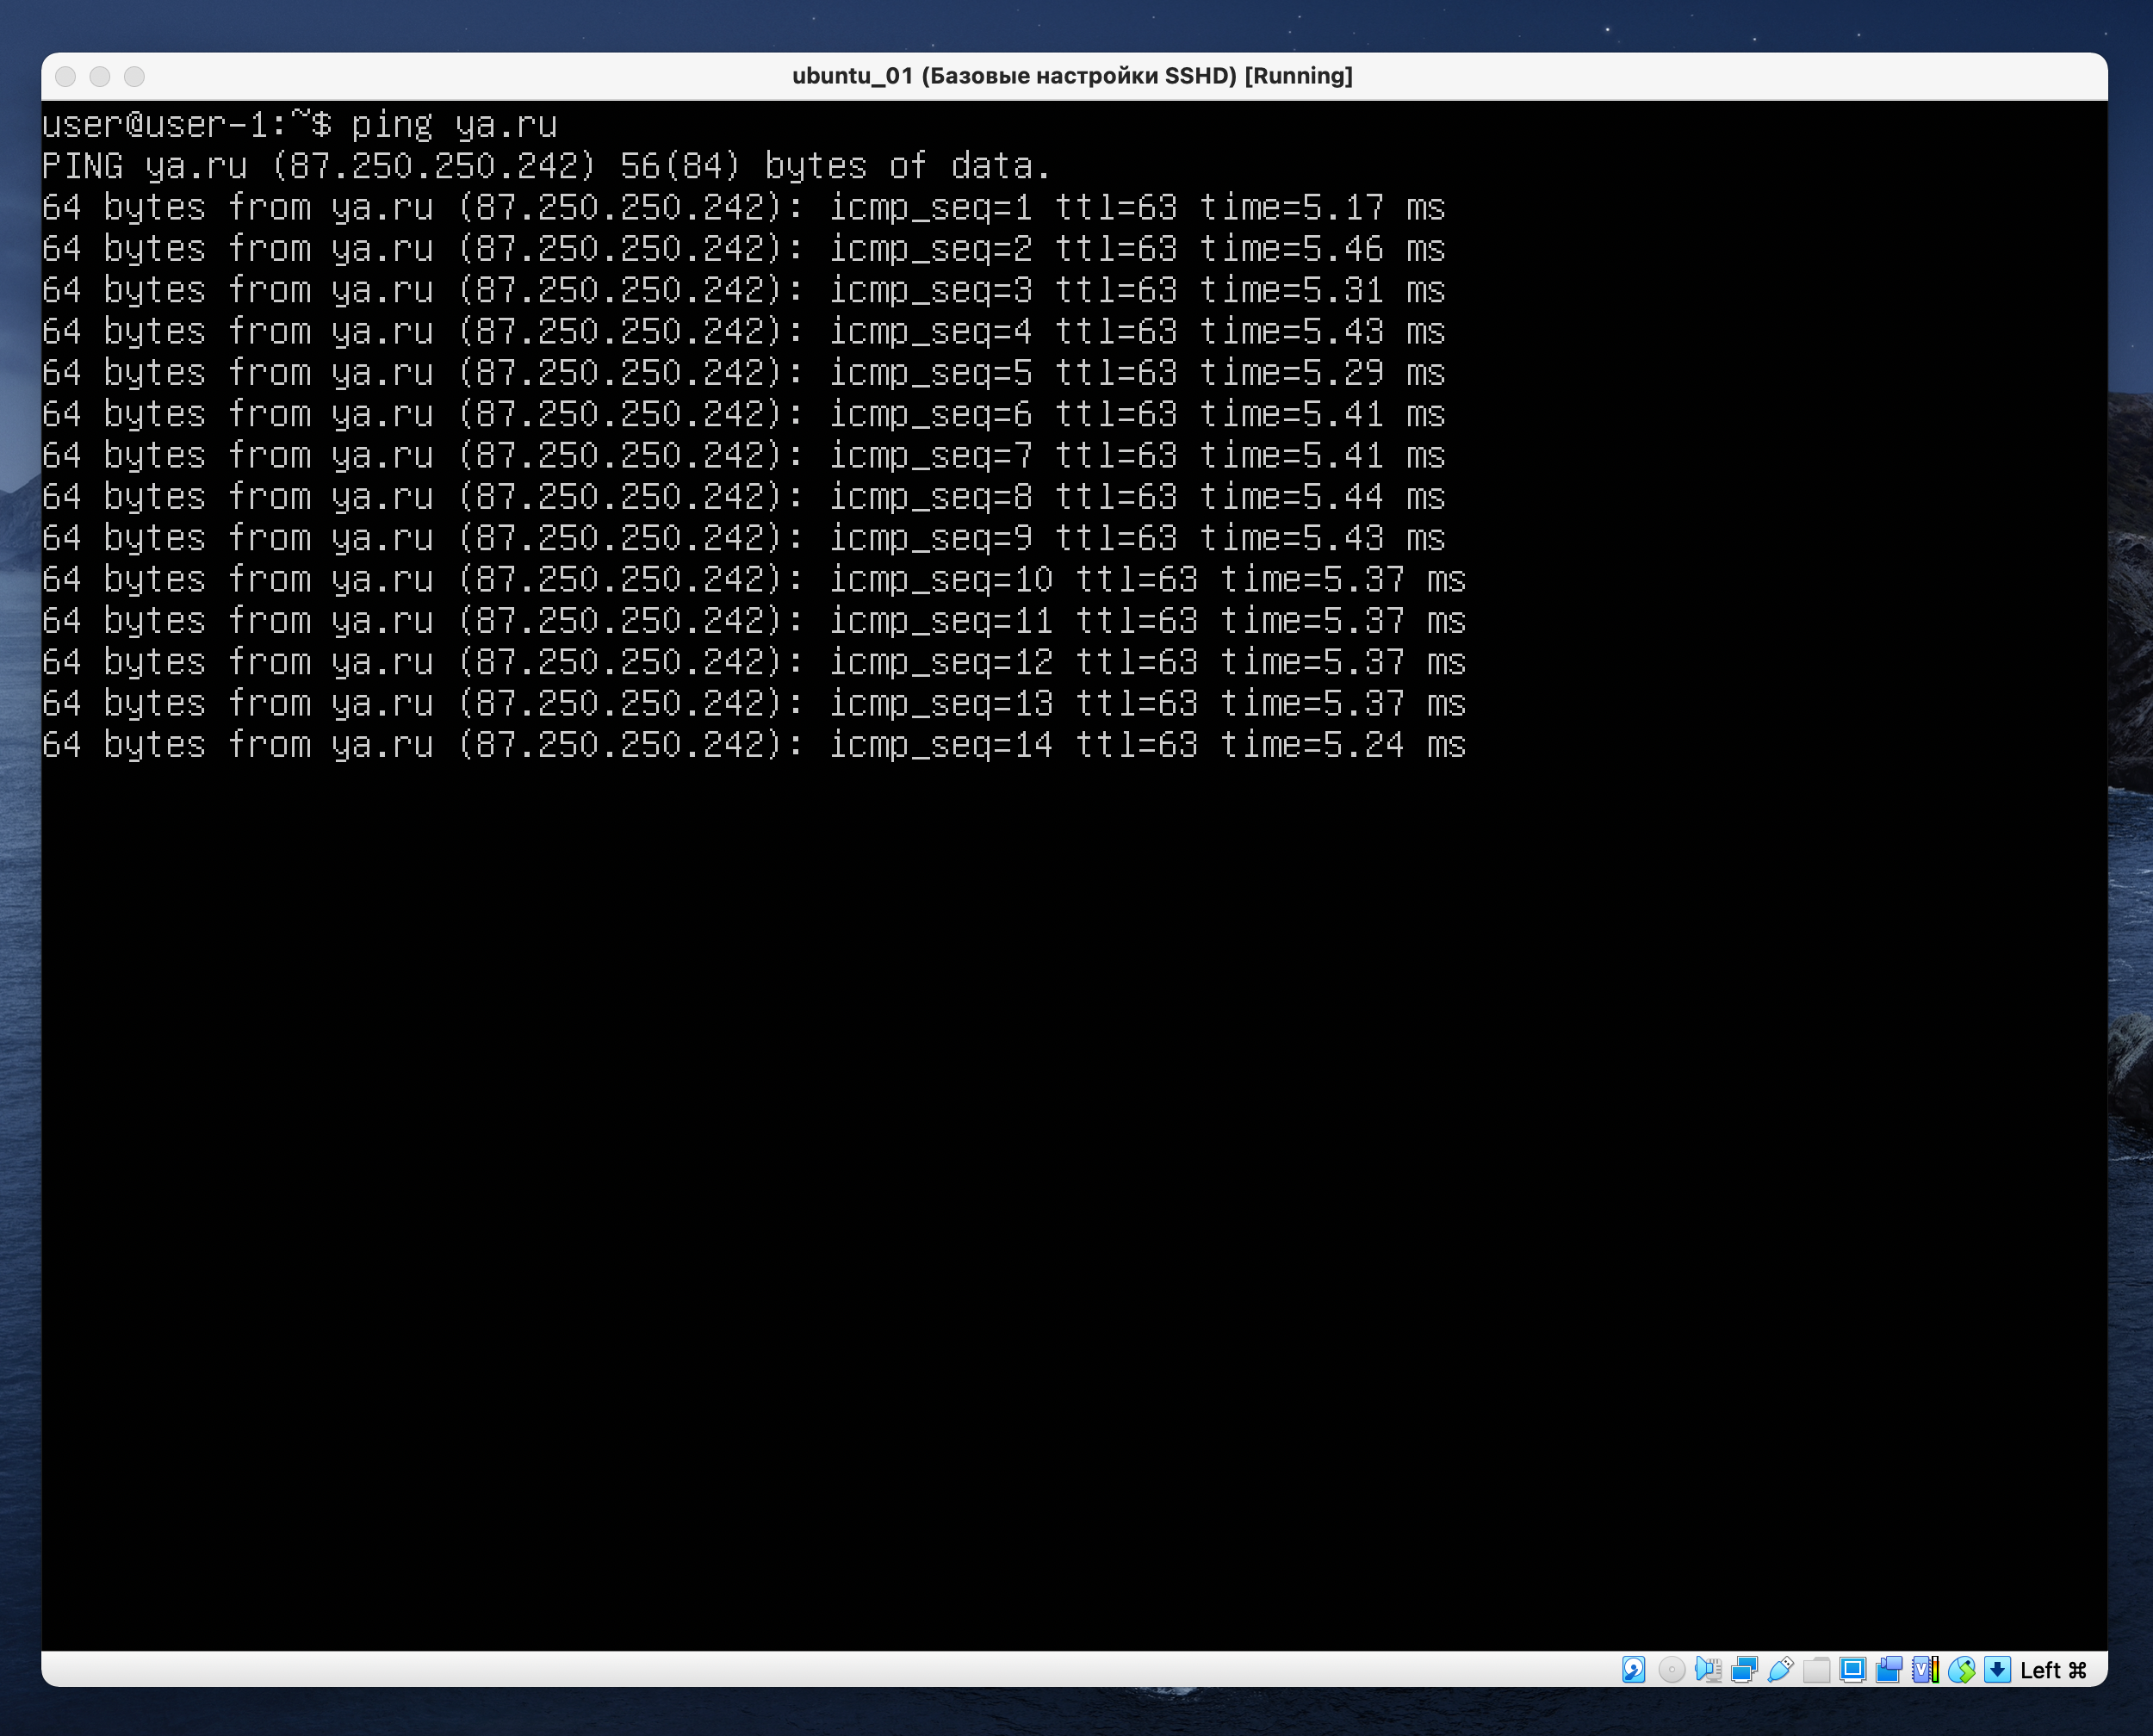 ubuntu_01 (Базовые настройки SSHD) [Running]
user@user-1:~$ ping ya.ru
PING ya.ru (87.250.250.242) 56(84) bytes of data.
64 bytes from ya.ru (87.250.250.242): icmp_seq=1 ttl=63 time=5.17 ms
64 bytes from ya.ru (87.250.250.242): icmp_seq=2 ttl=63 time=5.46 ms
64 bytes from ya.ru (87.250.250.242): icmp_seq=3 ttl=63 time=5.31 ms
64 bytes from ya.ru (87.250.250.242): icmp_seq=4 ttl=63 time=5.43 ms
64 bytes from ya.ru (87.250.250.242): icmp_seq=5 ttl=63 time=5.29 ms
64 bytes from ya.ru (87.250.250.242): icmp_seq=6 ttl=63 time=5.41 ms
64 bytes from ya.ru (87.250.250.242): icmp_seq=7 ttl=63 time=5.41 ms
64 bytes from ya.ru (87.250.250.242): icmp_seq=8 ttl=63 time=5.44 ms
64 bytes from ya.ru (87.250.250.242): icmp_seq=9 ttl=63 time=5.43 ms
64 bytes from ya.ru (87.250.250.242): icmp_seq=10 ttl=63 time=5.37 ms
64 bytes from ya.ru (87.250.250.242): icmp_seq=11 ttl=63 time=5.37 ms
64 bytes from ya.ru (87.250.250.242): icmp_seq=12 ttl=63 time=5.37 ms
64 bytes from ya.ru (87.250.250.242): icmp_seq=13 ttl=63 time=5.37 ms
64 bytes from ya.ru (87.250.250.242): icmp_seq=14 ttl=63 time=5.24 ms
Left ⌘